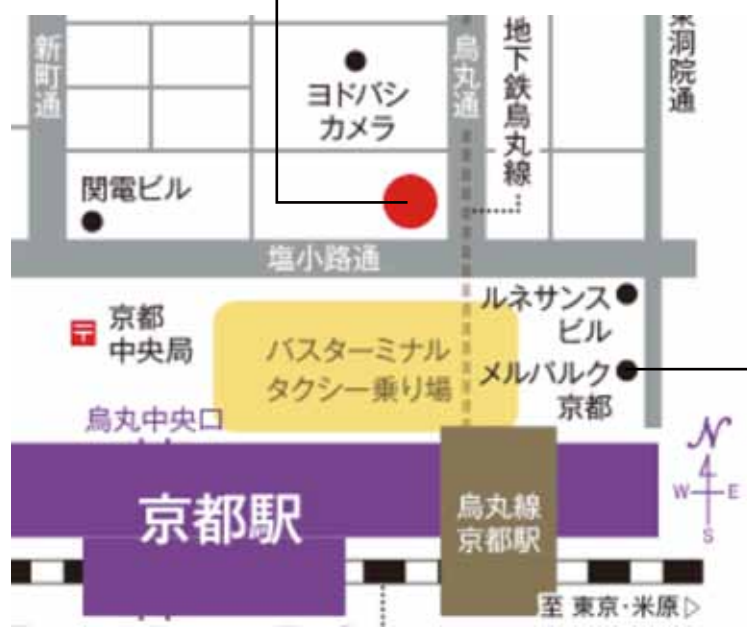 新町通
烏丸通
地下鉄烏丸線
東洞院通
ヨドバシ
カメラ
関電ビル
塩小路通
〒
京都
中央局
バスターミナル
タクシー乗り場
ルネサンス
ビル
メルパルク
京都
烏丸中央口
京都駅
烏丸線
京都駅
N
W
E
S
至 東京・米原▷